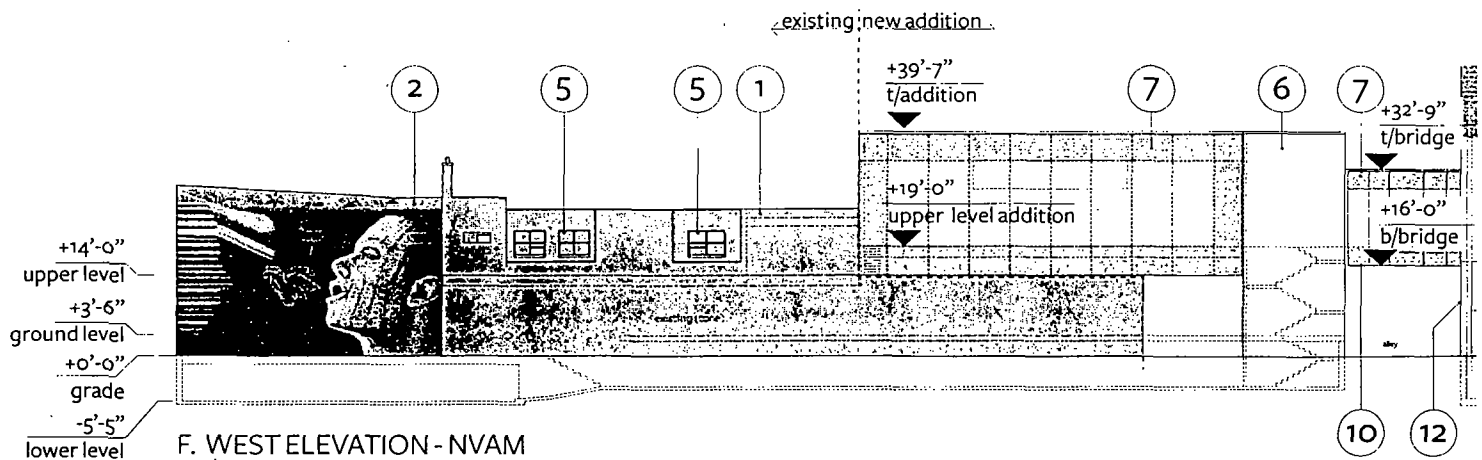 existing new addition
2
5
5
1
+39'-7"
t/addition
7
6
7
+32'-9"
t/bridge
+19'-0"
upper level addition
+16'-0"
b/bridge
+14'-0"
upper level
+3'-6"
ground level
+0'-0"
grade
-5'-5"
lower level
alley
10
12
F. WEST ELEVATION - NVAM